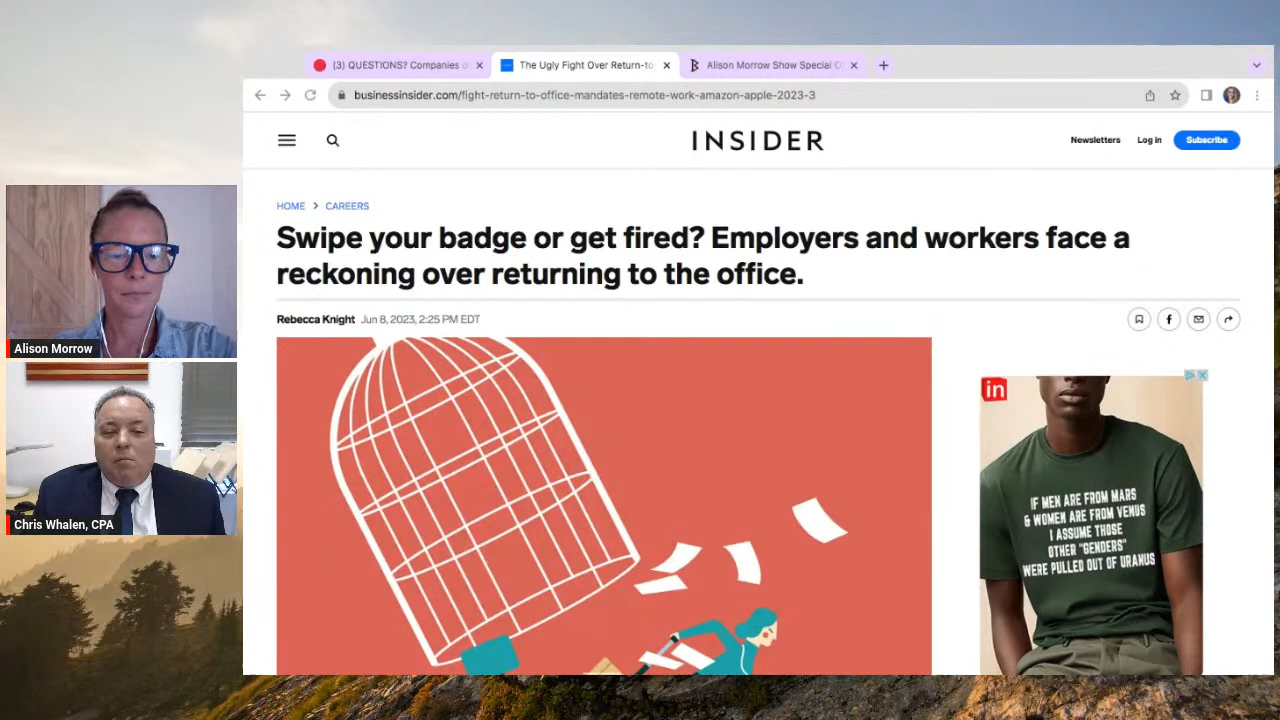 (3) QUESTIONS? Companies o
The Ugly Fight Over Return-to
Alison Morrow Show Special O
businessinsider.com/fight-return-to-office-mandates-remote-work-amazon-apple-2023-3
INSIDER
Newsletters
Log in
Subscribe
HOME > CAREERS
Swipe your badge or get fired? Employers and workers face a
reckoning over returning to the office.
Rebecca Knight Jun 8, 2023, 2:25 PM EDT
Alison Morrow
Chris Whalen, CPA
in
IF MEN ARE FROM MARS
& WOMEN ARE FROM VENUS
I ASSUME THOSE
OTHER "GENDERS"
WERE PULLED OUT OF URANUS